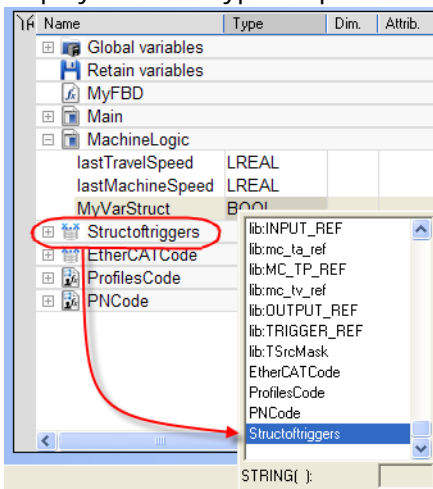 Name Type Dim. Attrib.
Global variables
Retain variables
MyFBD
Main
MachineLogic
lastTravelSpeed LREAL
lastMachineSpeed LREAL
MyVarStruct BOOL
Structoftriggers
EtherCATCode
ProfilesCode
PNCode
lib:INPUT_REF
lib:mc_ta_ref
lib:MC_TP_REF
lib:mc_tv_ref
lib:OUTPUT_REF
lib:TRIGGER_REF
lib:TSrcMask
EtherCATCode
ProfilesCode
PNCode
Structoftriggers
STRING( ):